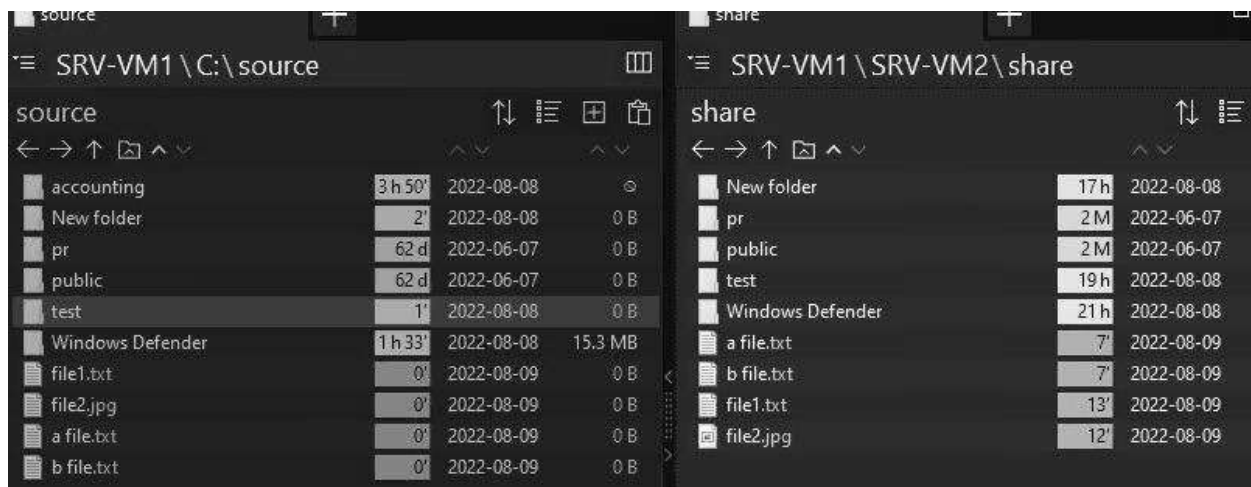 source
SRV-VM1 \ C: \ source
source
accounting 3 h 50' 2022-08-08
New folder 2' 2022-08-08 0 B
pr 62 d 2022-06-07 0 B
public 62 d 2022-06-07 0 B
test 1' 2022-08-08 0 B
Windows Defender 1 h 33' 2022-08-08 15.3 MB
file1.txt 0' 2022-08-09 0 B
file2.jpg 0' 2022-08-09 0 B
a file.txt 0' 2022-08-09 0 B
b file.txt 0' 2022-08-09 0 B
share
SRV-VM1 \ SRV-VM2 \ share
share
New folder 17 h 2022-08-08
pr 2 M 2022-06-07
public 2 M 2022-06-07
test 19 h 2022-08-08
Windows Defender 21 h 2022-08-08
a file.txt 7' 2022-08-09
b file.txt 7' 2022-08-09
file1.txt 13' 2022-08-09
file2.jpg 12' 2022-08-09